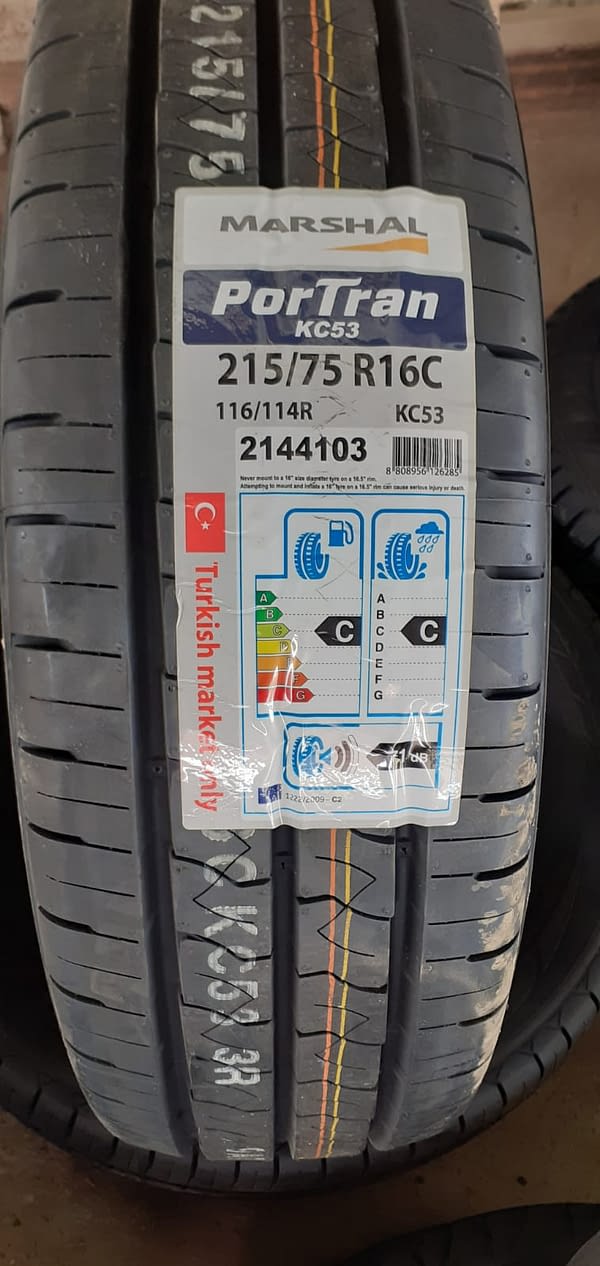 215/75
MARSHAL
PorTran
KC53
215/75 R16C
116/114R KC53
2144103
8 808956 126285
Never mount to a 16" size diameter tyre on a 16.5" rim.
Attempting to mount and inflate a 16" tyre on a 16.5" rim can cause serious injury or death.
Turkish market only
A
B
C
D
E
F
G
C
A
B
C
D
E
F
G
C
71 dB
1222/2009 - C2
KC53 3A